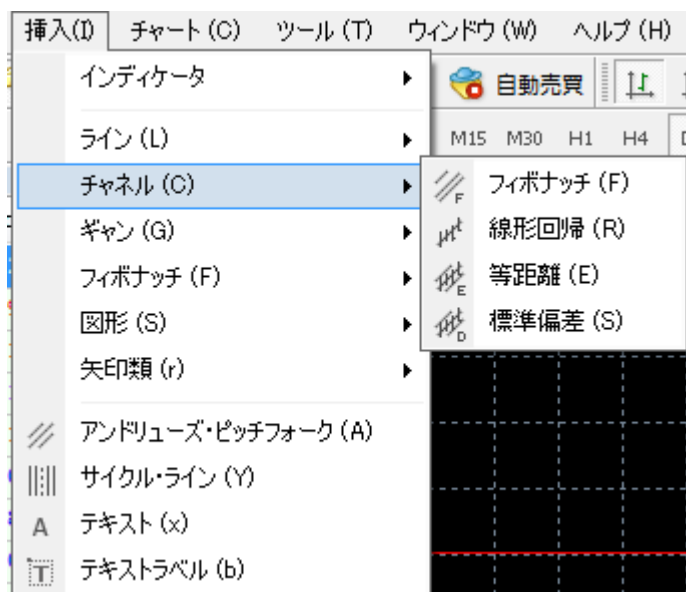 挿入(I) チャート (C) ツール (T) ウィンドウ (W) ヘルプ (H)
インディケータ
自動売買
ライン (L)
M15 M30 H1 H4
チャネル (C)
フィボナッチ (F)
線形回帰 (R)
等距離 (E)
標準偏差 (S)
ギャン (G)
フィボナッチ (F)
図形 (S)
矢印類 (r)
アンドリューズ・ピッチフォーク (A)
サイクル・ライン (Y)
テキスト (x)
テキストラベル (b)